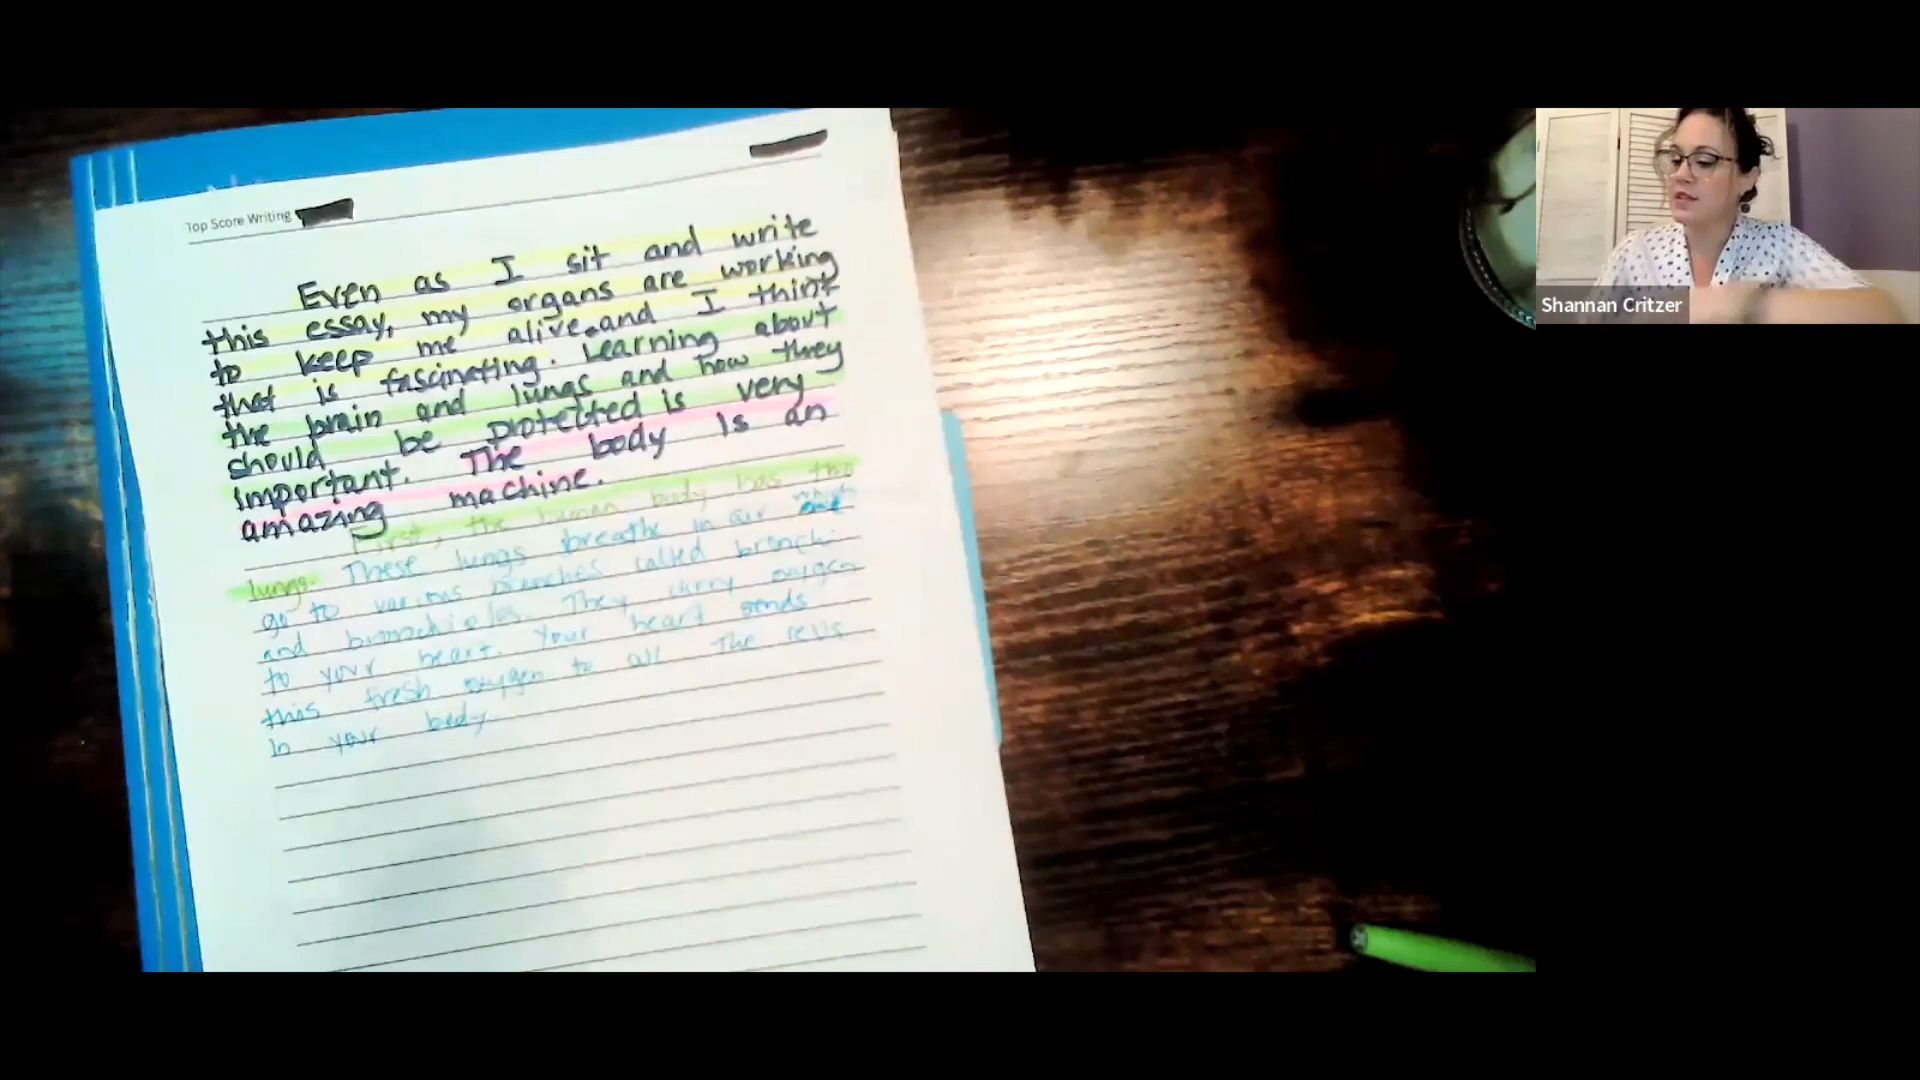 Top Score Writing
Even as I sit and write
this essay, my organs are working
to keep me alive and I think
that is fascinating. Learning about
the brain and lungs and how they
should be protected is very
important. The body is an
amazing machine.
First, the human body has two
lungs. These lungs breathe in air which
go to various branches called bronchi
and bronchioles. They carry oxygen
to your heart. Your heart sends
this fresh oxygen to all the cells
in your body
Shannan Critzer